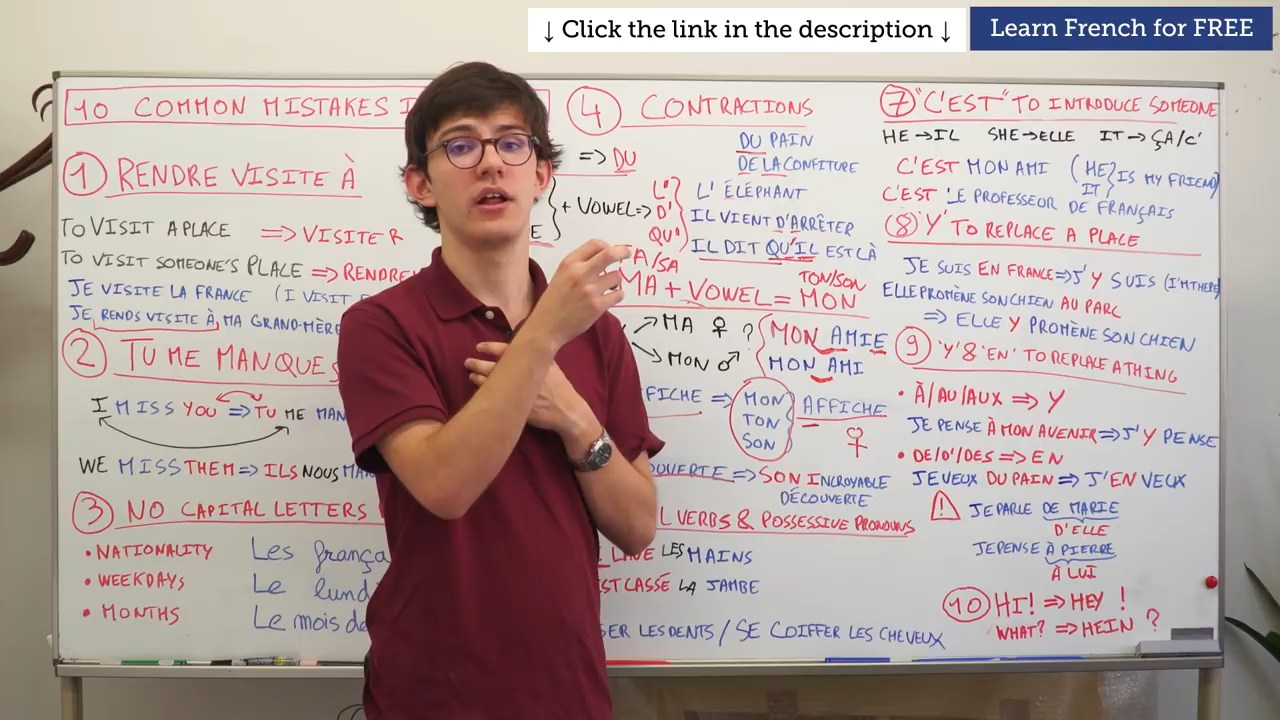 ↓ Click the link in the description ↓
Learn French for FREE
10 COMMON MISTAKES
① RENDRE VISITE À
TO VISIT A PLACE ⇒ VISITER
TO VISIT SOMEONE'S PLACE ⇒ RENDRE
JE VISITE LA FRANCE (I VISIT
JE RENDS VISITE À MA GRAND-MÈRE
② TU ME MANQUES
I MISS YOU ⇒ TU ME MAN
WE MISS THEM ⇒ ILS NOUS MA
③ NO CAPITAL LETTERS
• NATIONALITY Les frança
• WEEKDAYS Le lund
• MONTHS Le mois de
④ CONTRACTIONS
⇒ DU
DU PAIN
DE LA CONFITURE
+ VOWEL ⇒ L' D' QU'
L'ÉLÉPHANT
IL VIENT D'ARRÊTER
IL DIT QU'IL EST LÀ
A/SA TON/SON
MA + VOWEL = MON
→ MA ♀ ?
→ MON ♂
MON AMIE
MON AMI
FICHE ⇒ MON TON SON AFFICHE
♀
OUVERTE ⇒ SON INCROYABLE
DÉCOUVERTE
L VERBS & POSSESSIVE PRONOUNS
LAVE LES MAINS
EST CASSÉ LA JAMBE
SER LES DENTS / SE COIFFER LES CHEVEUX
⑦ "C'EST" TO INTRODUCE SOMEONE
HE → IL SHE → ELLE IT → ÇA/C'
C'EST MON AMI (HE IT IS MY FRIEND)
C'EST LE PROFESSEUR DE FRANÇAIS
⑧ 'Y' TO REPLACE A PLACE
JE SUIS EN FRANCE ⇒ J'Y SUIS (I'M THERE)
ELLE PROMÈNE SON CHIEN AU PARC
⇒ ELLE Y PROMÈNE SON CHIEN
⑨ 'Y' & 'EN' TO REPLACE A THING
• À/AU/AUX ⇒ Y
JE PENSE À MON AVENIR ⇒ J'Y PENSE
• DE/D'/DES ⇒ EN
JE VEUX DU PAIN ⇒ J'EN VEUX
⚠ JE PARLE DE MARIE
D'ELLE
JE PENSE À PIERRE
À LUI
⑩ HI! ⇒ HEY !
WHAT? ⇒ HEIN ?